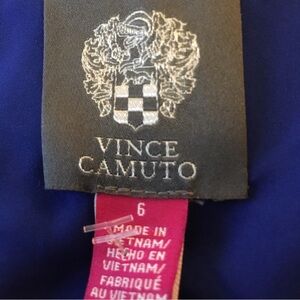 VINCE
CAMUTO
6
MADE IN
VIETNAM/
HECHO EN
VIETNAM/
FABRIQUÉ
AU VIETNAM